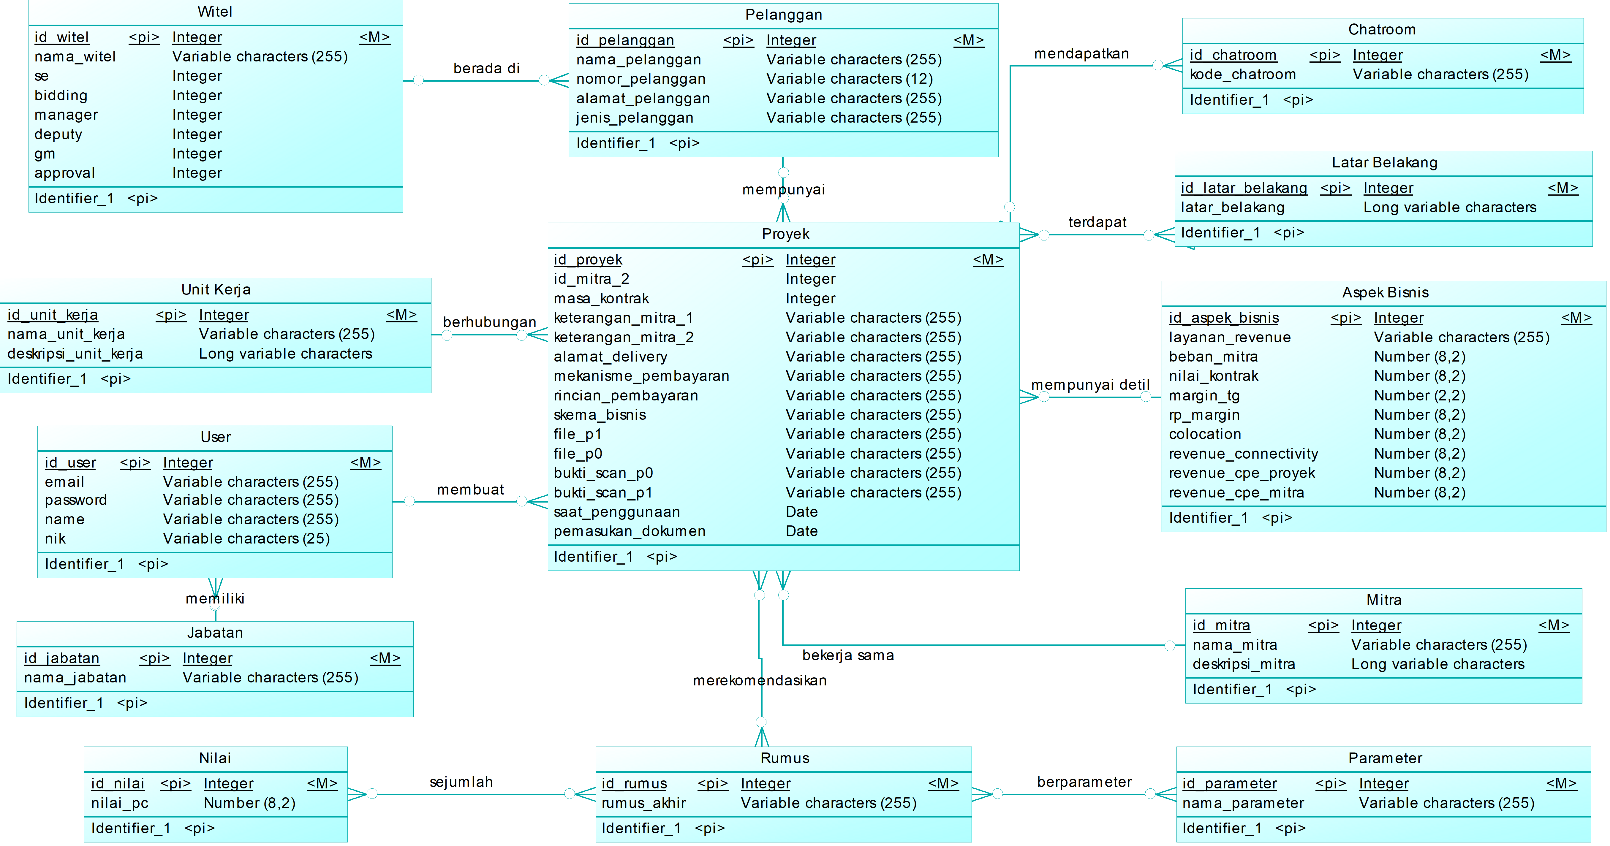 Witel
id_witel <pi> Integer <M>
nama_witel Variable characters (255)
se Integer
bidding Integer
manager Integer
deputy Integer
gm Integer
approval Integer
Identifier_1 <pi>
berada di
Pelanggan
id_pelanggan <pi> Integer <M>
nama_pelanggan Variable characters (255)
nomor_pelanggan Variable characters (12)
alamat_pelanggan Variable characters (255)
jenis_pelanggan Variable characters (255)
Identifier_1 <pi>
mendapatkan
Chatroom
id_chatroom <pi> Integer <M>
kode_chatroom Variable characters (255)
Identifier_1 <pi>
mempunyai
terdapat
Latar Belakang
id_latar_belakang <pi> Integer <M>
latar_belakang Long variable characters
Identifier_1 <pi>
Unit Kerja
id_unit_kerja <pi> Integer <M>
nama_unit_kerja Variable characters (255)
deskripsi_unit_kerja Long variable characters
Identifier_1 <pi>
berhubungan
Proyek
id_proyek <pi> Integer <M>
id_mitra_2 Integer
masa_kontrak Integer
keterangan_mitra_1 Variable characters (255)
keterangan_mitra_2 Variable characters (255)
alamat_delivery Variable characters (255)
mekanisme_pembayaran Variable characters (255)
rincian_pembayaran Variable characters (255)
skema_bisnis Variable characters (255)
file_p1 Variable characters (255)
file_p0 Variable characters (255)
bukti_scan_p0 Variable characters (255)
bukti_scan_p1 Variable characters (255)
saat_penggunaan Date
pemasukan_dokumen Date
Identifier_1 <pi>
mempunyai detil
Aspek Bisnis
id_aspek_bisnis <pi> Integer <M>
layanan_revenue Variable characters (255)
beban_mitra Number (8,2)
nilai_kontrak Number (8,2)
margin_tg Number (2,2)
rp_margin Number (8,2)
colocation Number (8,2)
revenue_connectivity Number (8,2)
revenue_cpe_proyek Number (8,2)
revenue_cpe_mitra Number (8,2)
Identifier_1 <pi>
User
id_user <pi> Integer <M>
email Variable characters (255)
password Variable characters (255)
name Variable characters (255)
nik Variable characters (25)
Identifier_1 <pi>
membuat
memiliki
Jabatan
id_jabatan <pi> Integer <M>
nama_jabatan Variable characters (255)
Identifier_1 <pi>
bekerja sama
merekomendasikan
Mitra
id_mitra <pi> Integer <M>
nama_mitra Variable characters (255)
deskripsi_mitra Long variable characters
Identifier_1 <pi>
Nilai
id_nilai <pi> Integer <M>
nilai_pc Number (8,2)
Identifier_1 <pi>
sejumlah
Rumus
id_rumus <pi> Integer <M>
rumus_akhir Variable characters (255)
Identifier_1 <pi>
berparameter
Parameter
id_parameter <pi> Integer <M>
nama_parameter Variable characters (255)
Identifier_1 <pi>